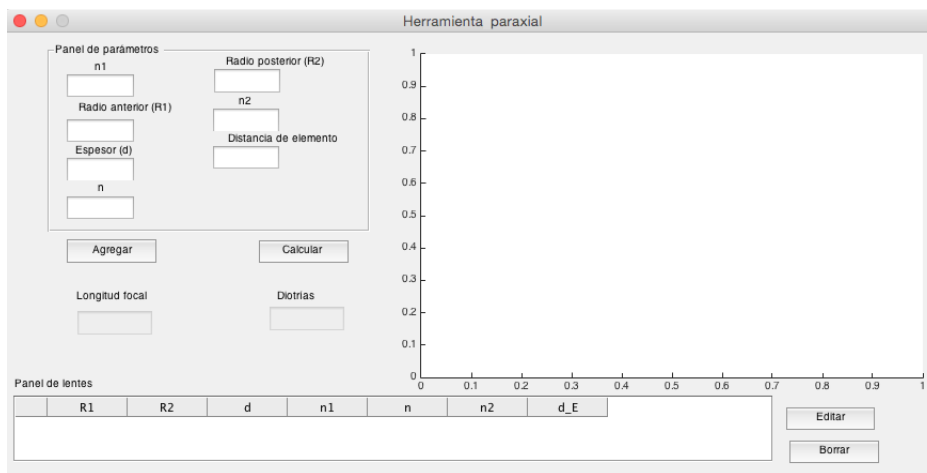 Herramienta paraxial
Panel de parámetros
n1
Radio anterior (R1)
Espesor (d)
n
Radio posterior (R2)
n2
Distancia de elemento
Agregar
Calcular
Longitud focal
Diotrias
1
0.9
0.8
0.7
0.6
0.5
0.4
0.3
0.2
0.1
0
0 0.1 0.2 0.3 0.4 0.5 0.6 0.7 0.8 0.9 1
Panel de lentes
R1 R2 d n1 n n2 d_E
Editar
Borrar